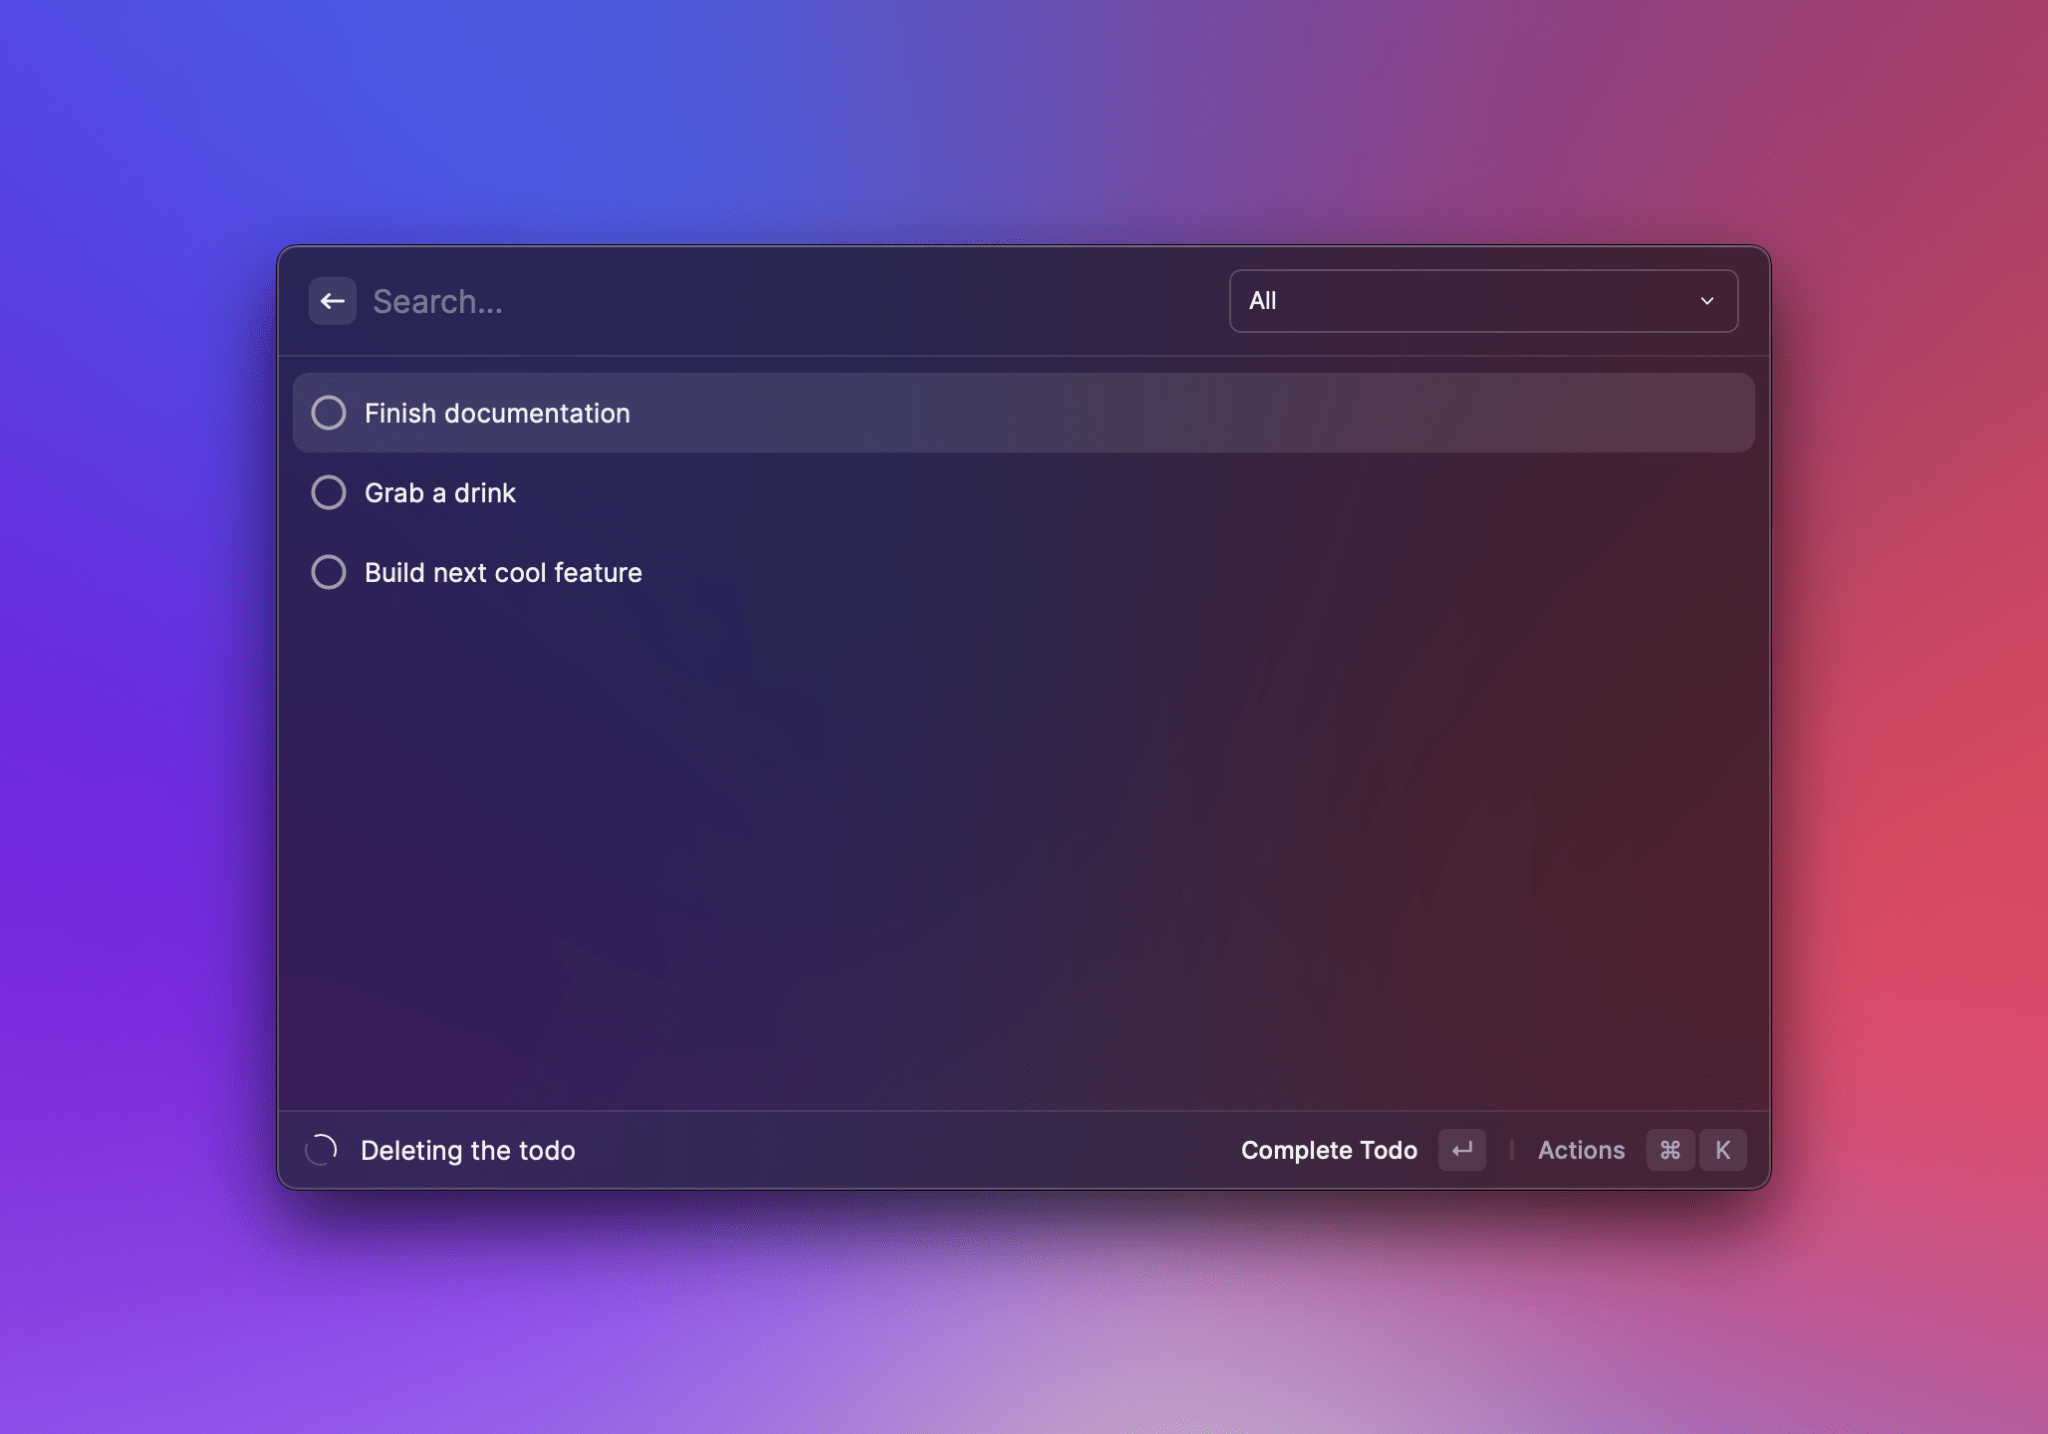 Search...
All
Finish documentation
Grab a drink
Build next cool feature
Deleting the todo
Complete Todo ↵ Actions ⌘ K